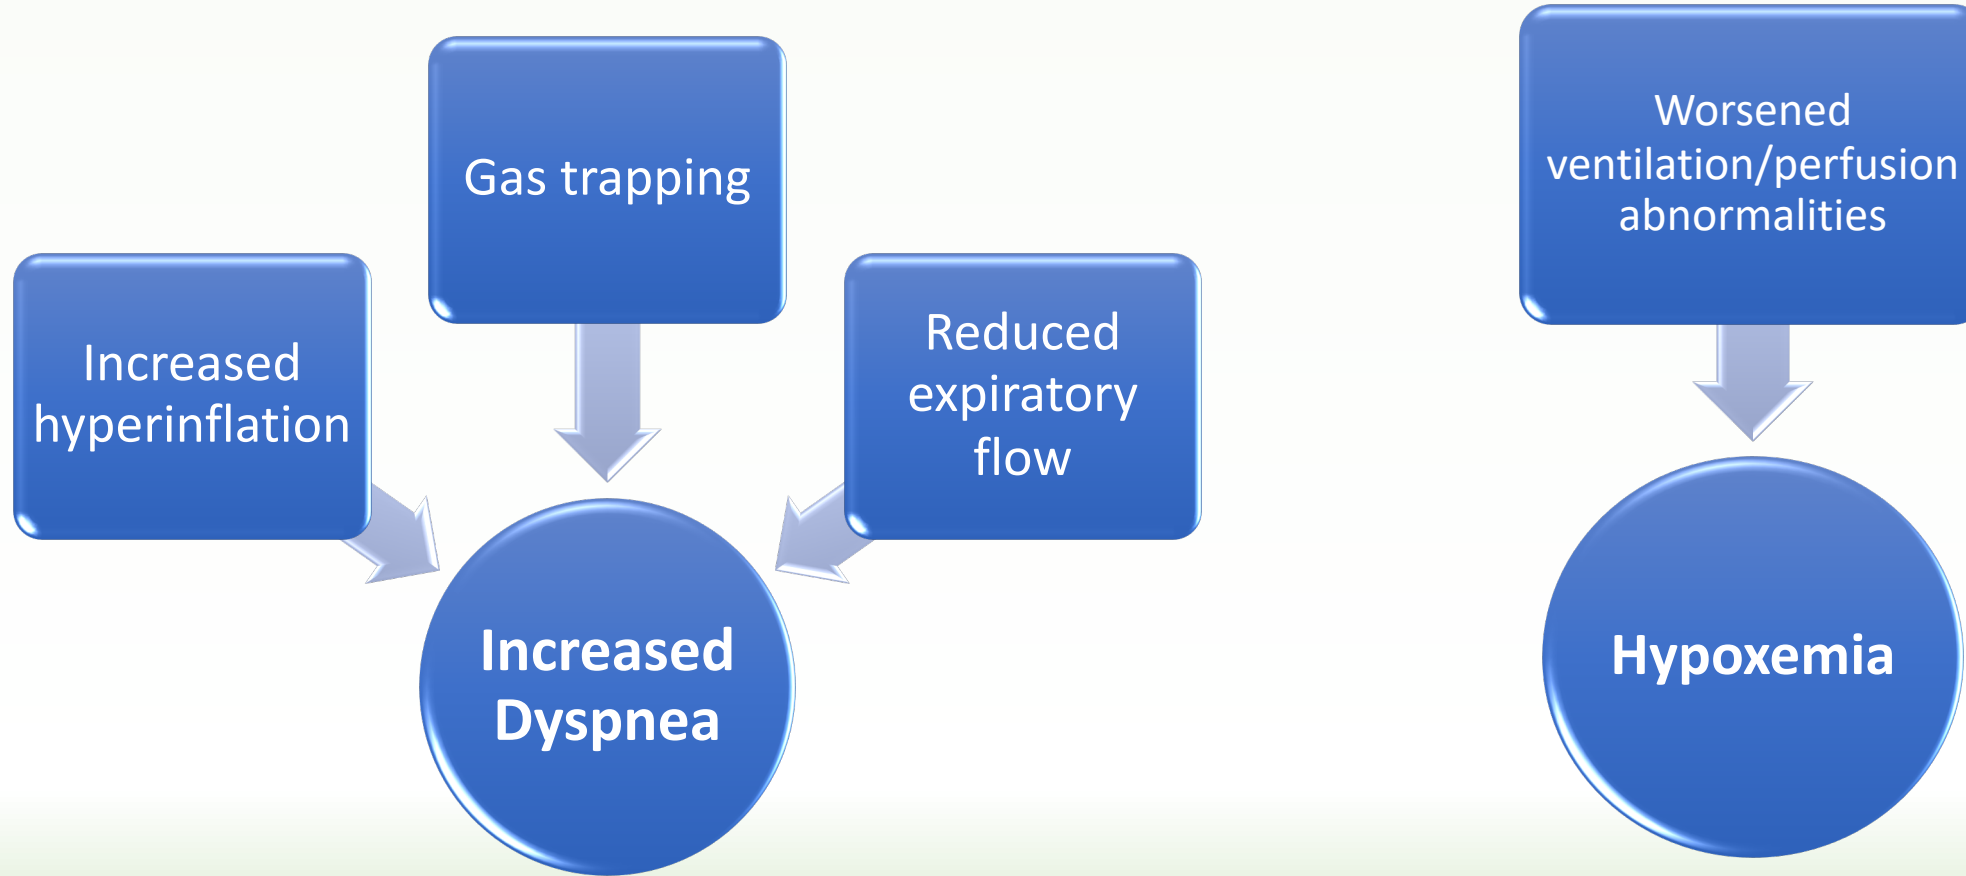 Gas trapping
Increased
hyperinflation
Reduced
expiratory
flow
Increased
Dyspnea
Worsened
ventilation/perfusion
abnormalities
Hypoxemia